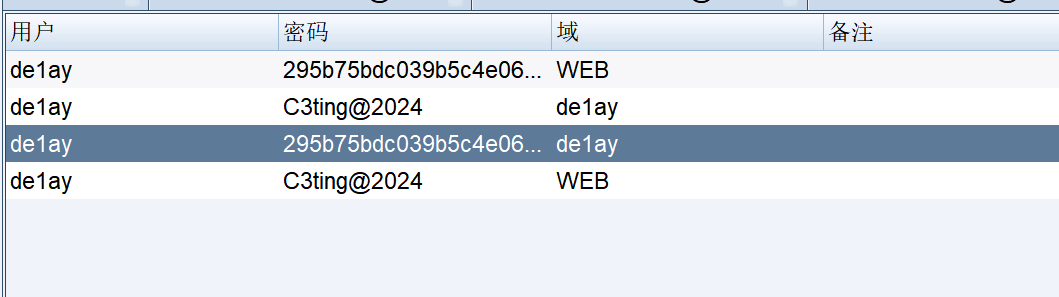 用户 密码 域 备注
de1ay 295b75bdc039b5c4e06... WEB
de1ay C3ting@2024 de1ay
de1ay 295b75bdc039b5c4e06... de1ay
de1ay C3ting@2024 WEB